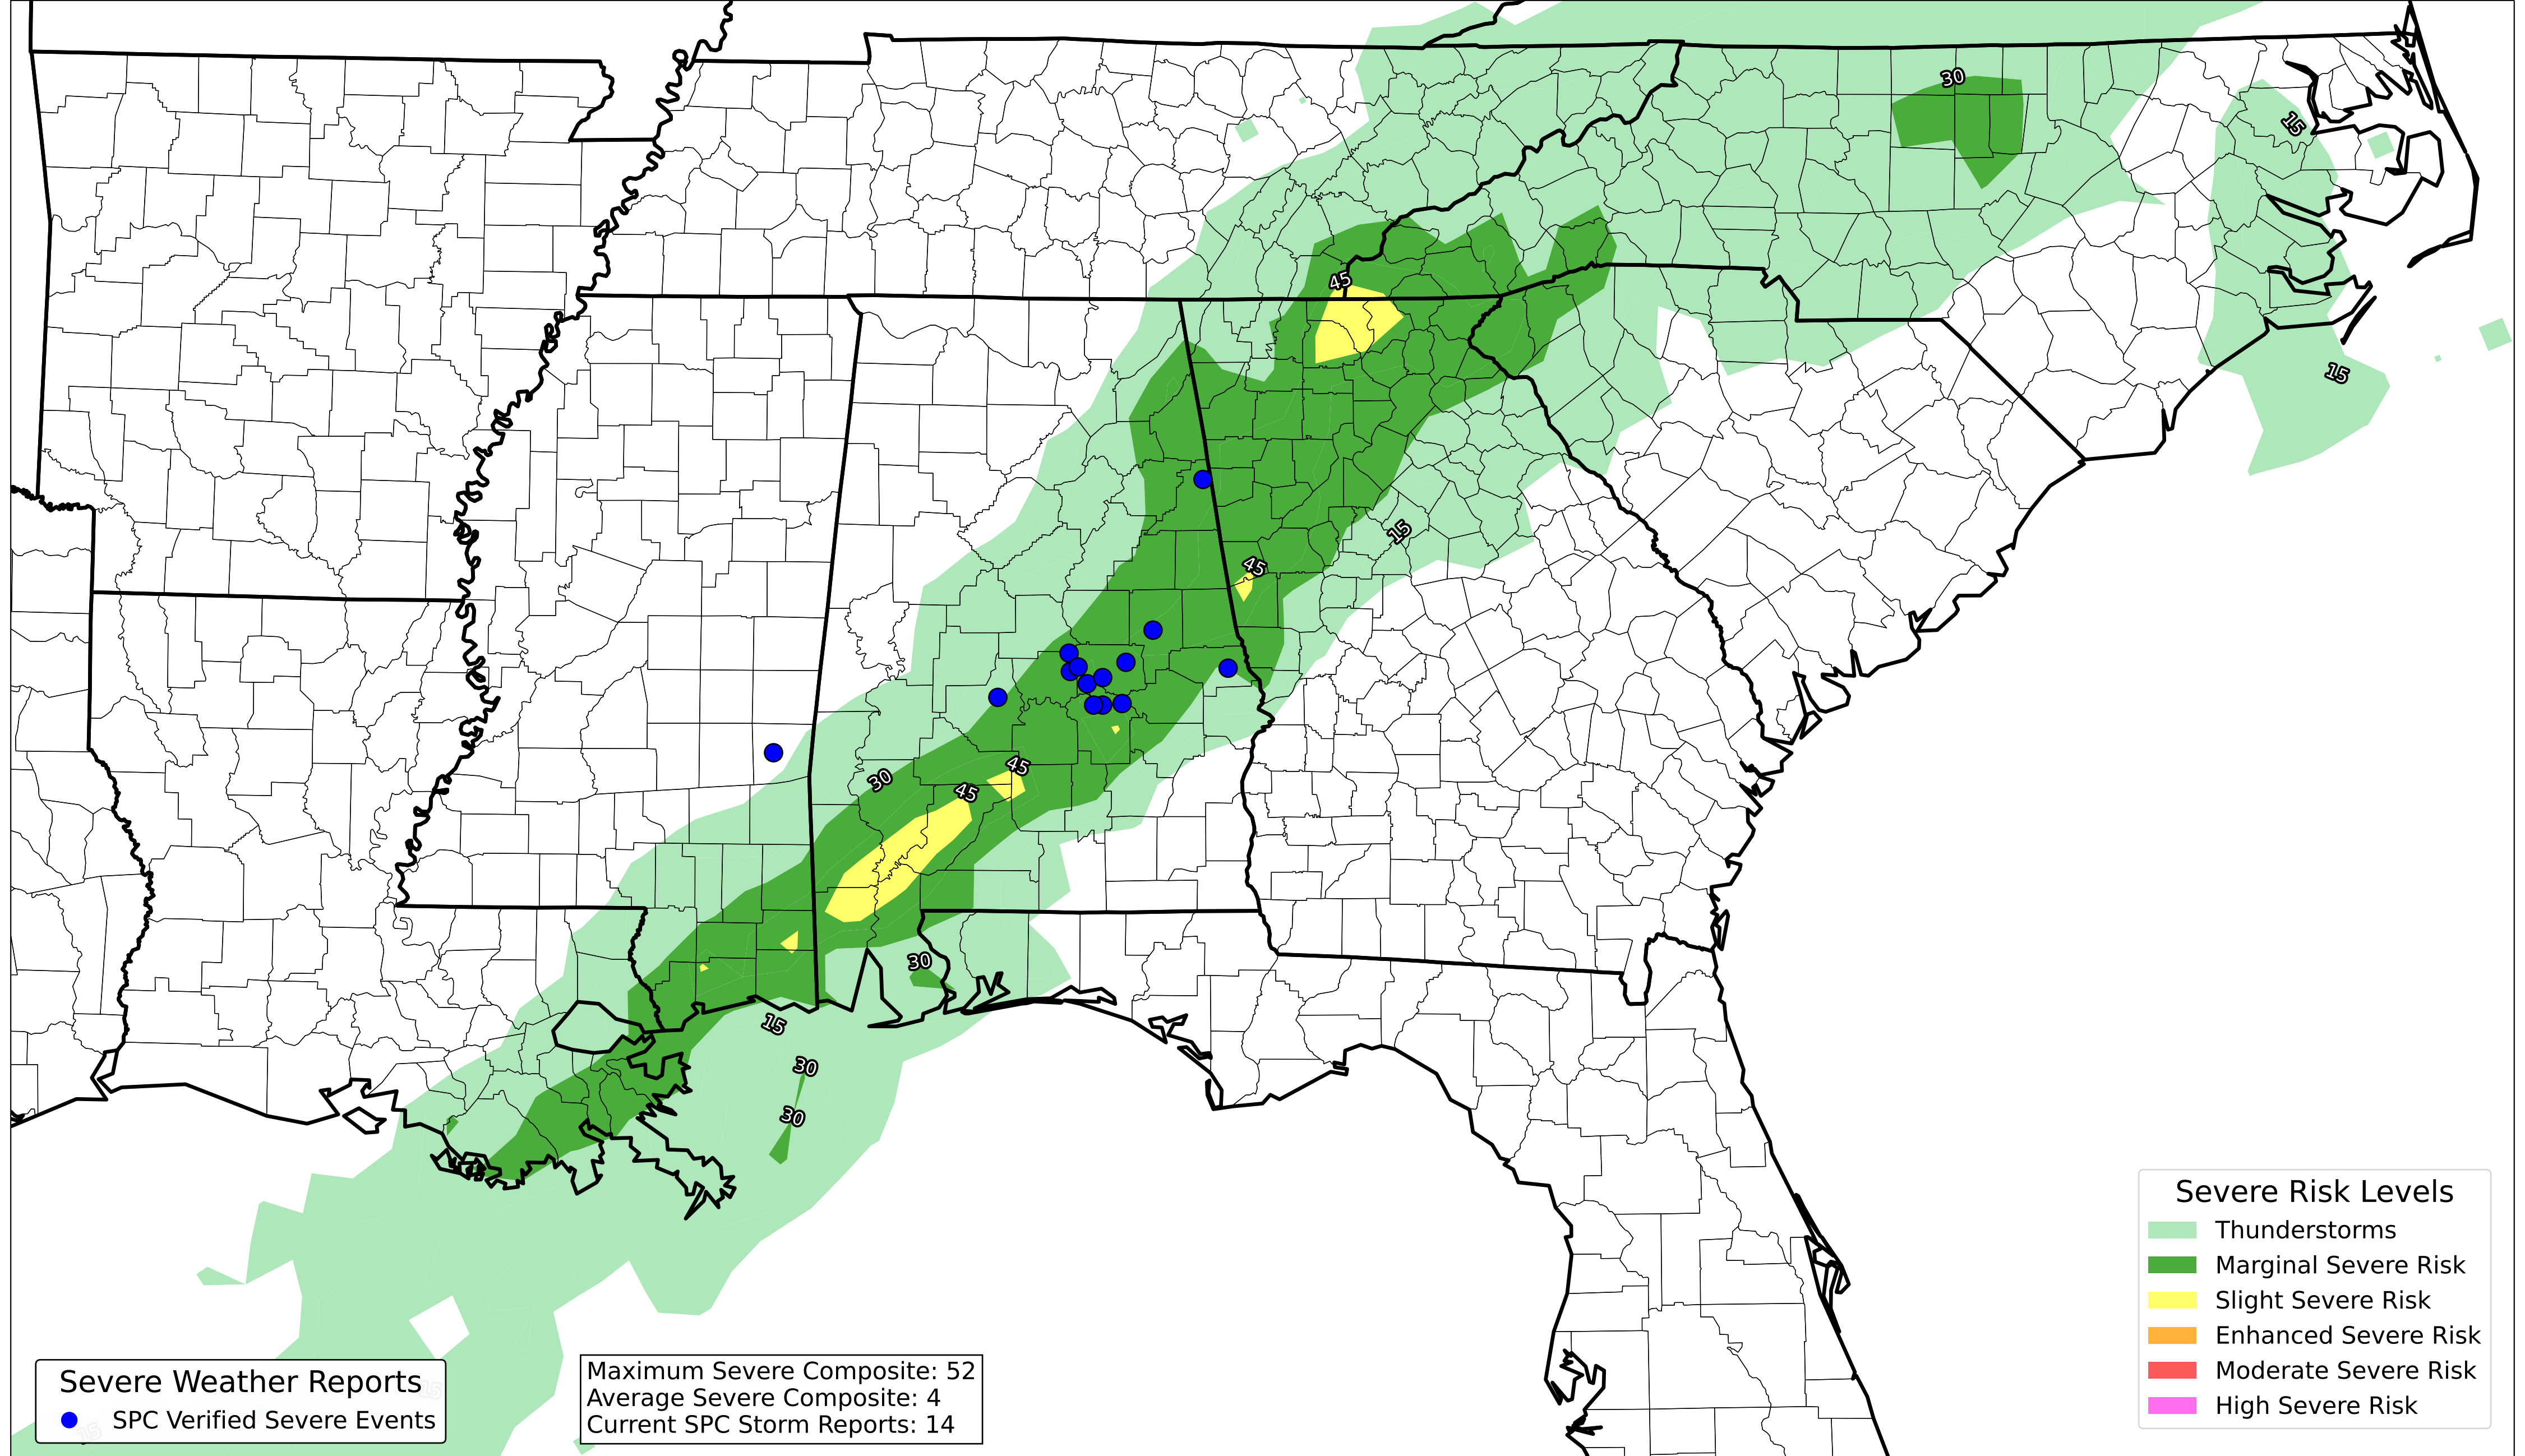 30
15
45
15
15
45
45
45
30
30
15
30
30
15
15
Severe Risk Levels
Thunderstorms
Marginal Severe Risk
Slight Severe Risk
Enhanced Severe Risk
Moderate Severe Risk
High Severe Risk
Severe Weather Reports
SPC Verified Severe Events
Maximum Severe Composite: 52
Average Severe Composite: 4
Current SPC Storm Reports: 14